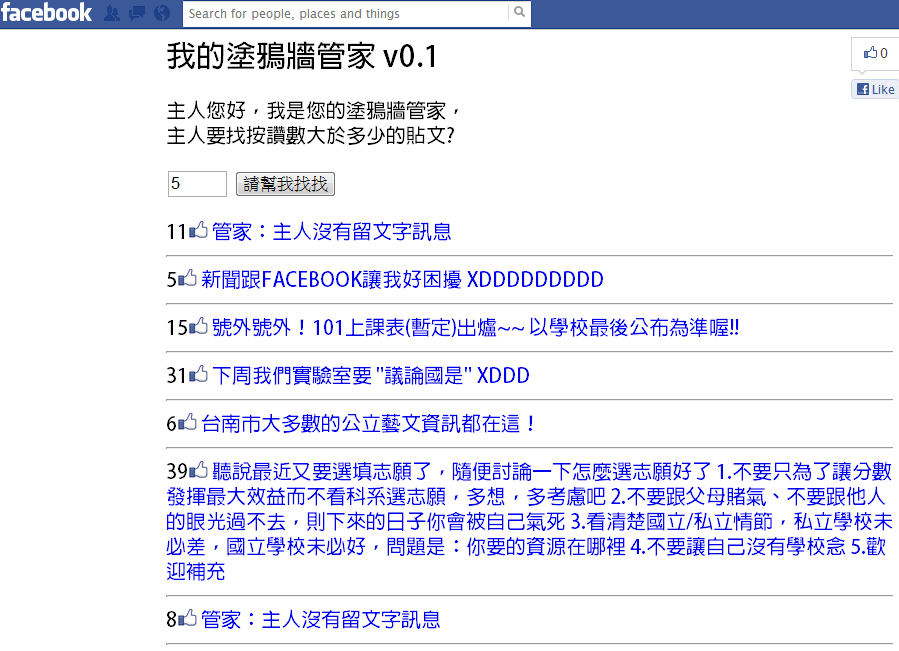 facebook
Search for people, places and things
我的塗鴉牆管家 v0.1
0
Like
主人您好，我是您的塗鴉牆管家，
主人要找按讚數大於多少的貼文?
5
請幫我找找
11 管家：主人沒有留文字訊息
5 新聞跟FACEBOOK讓我好困擾 XDDDDDDDDD
15 號外號外！101上課表(暫定)出爐~~ 以學校最後公布為準喔!!
31 下周我們實驗室要 "議論國是" XDDD
6 台南市大多數的公立藝文資訊都在這！
39 聽說最近又要選填志願了，隨便討論一下怎麼選志願好了 1.不要只為了讓分數
發揮最大效益而不看科系選志願，多想，多考慮吧 2.不要跟父母賭氣、不要跟他人
的眼光過不去，則下來的日子你會被自己氣死 3.看清楚國立/私立情節，私立學校未
必差，國立學校未必好，問題是：你要的資源在哪裡 4.不要讓自己沒有學校念 5.歡
迎補充
8 管家：主人沒有留文字訊息